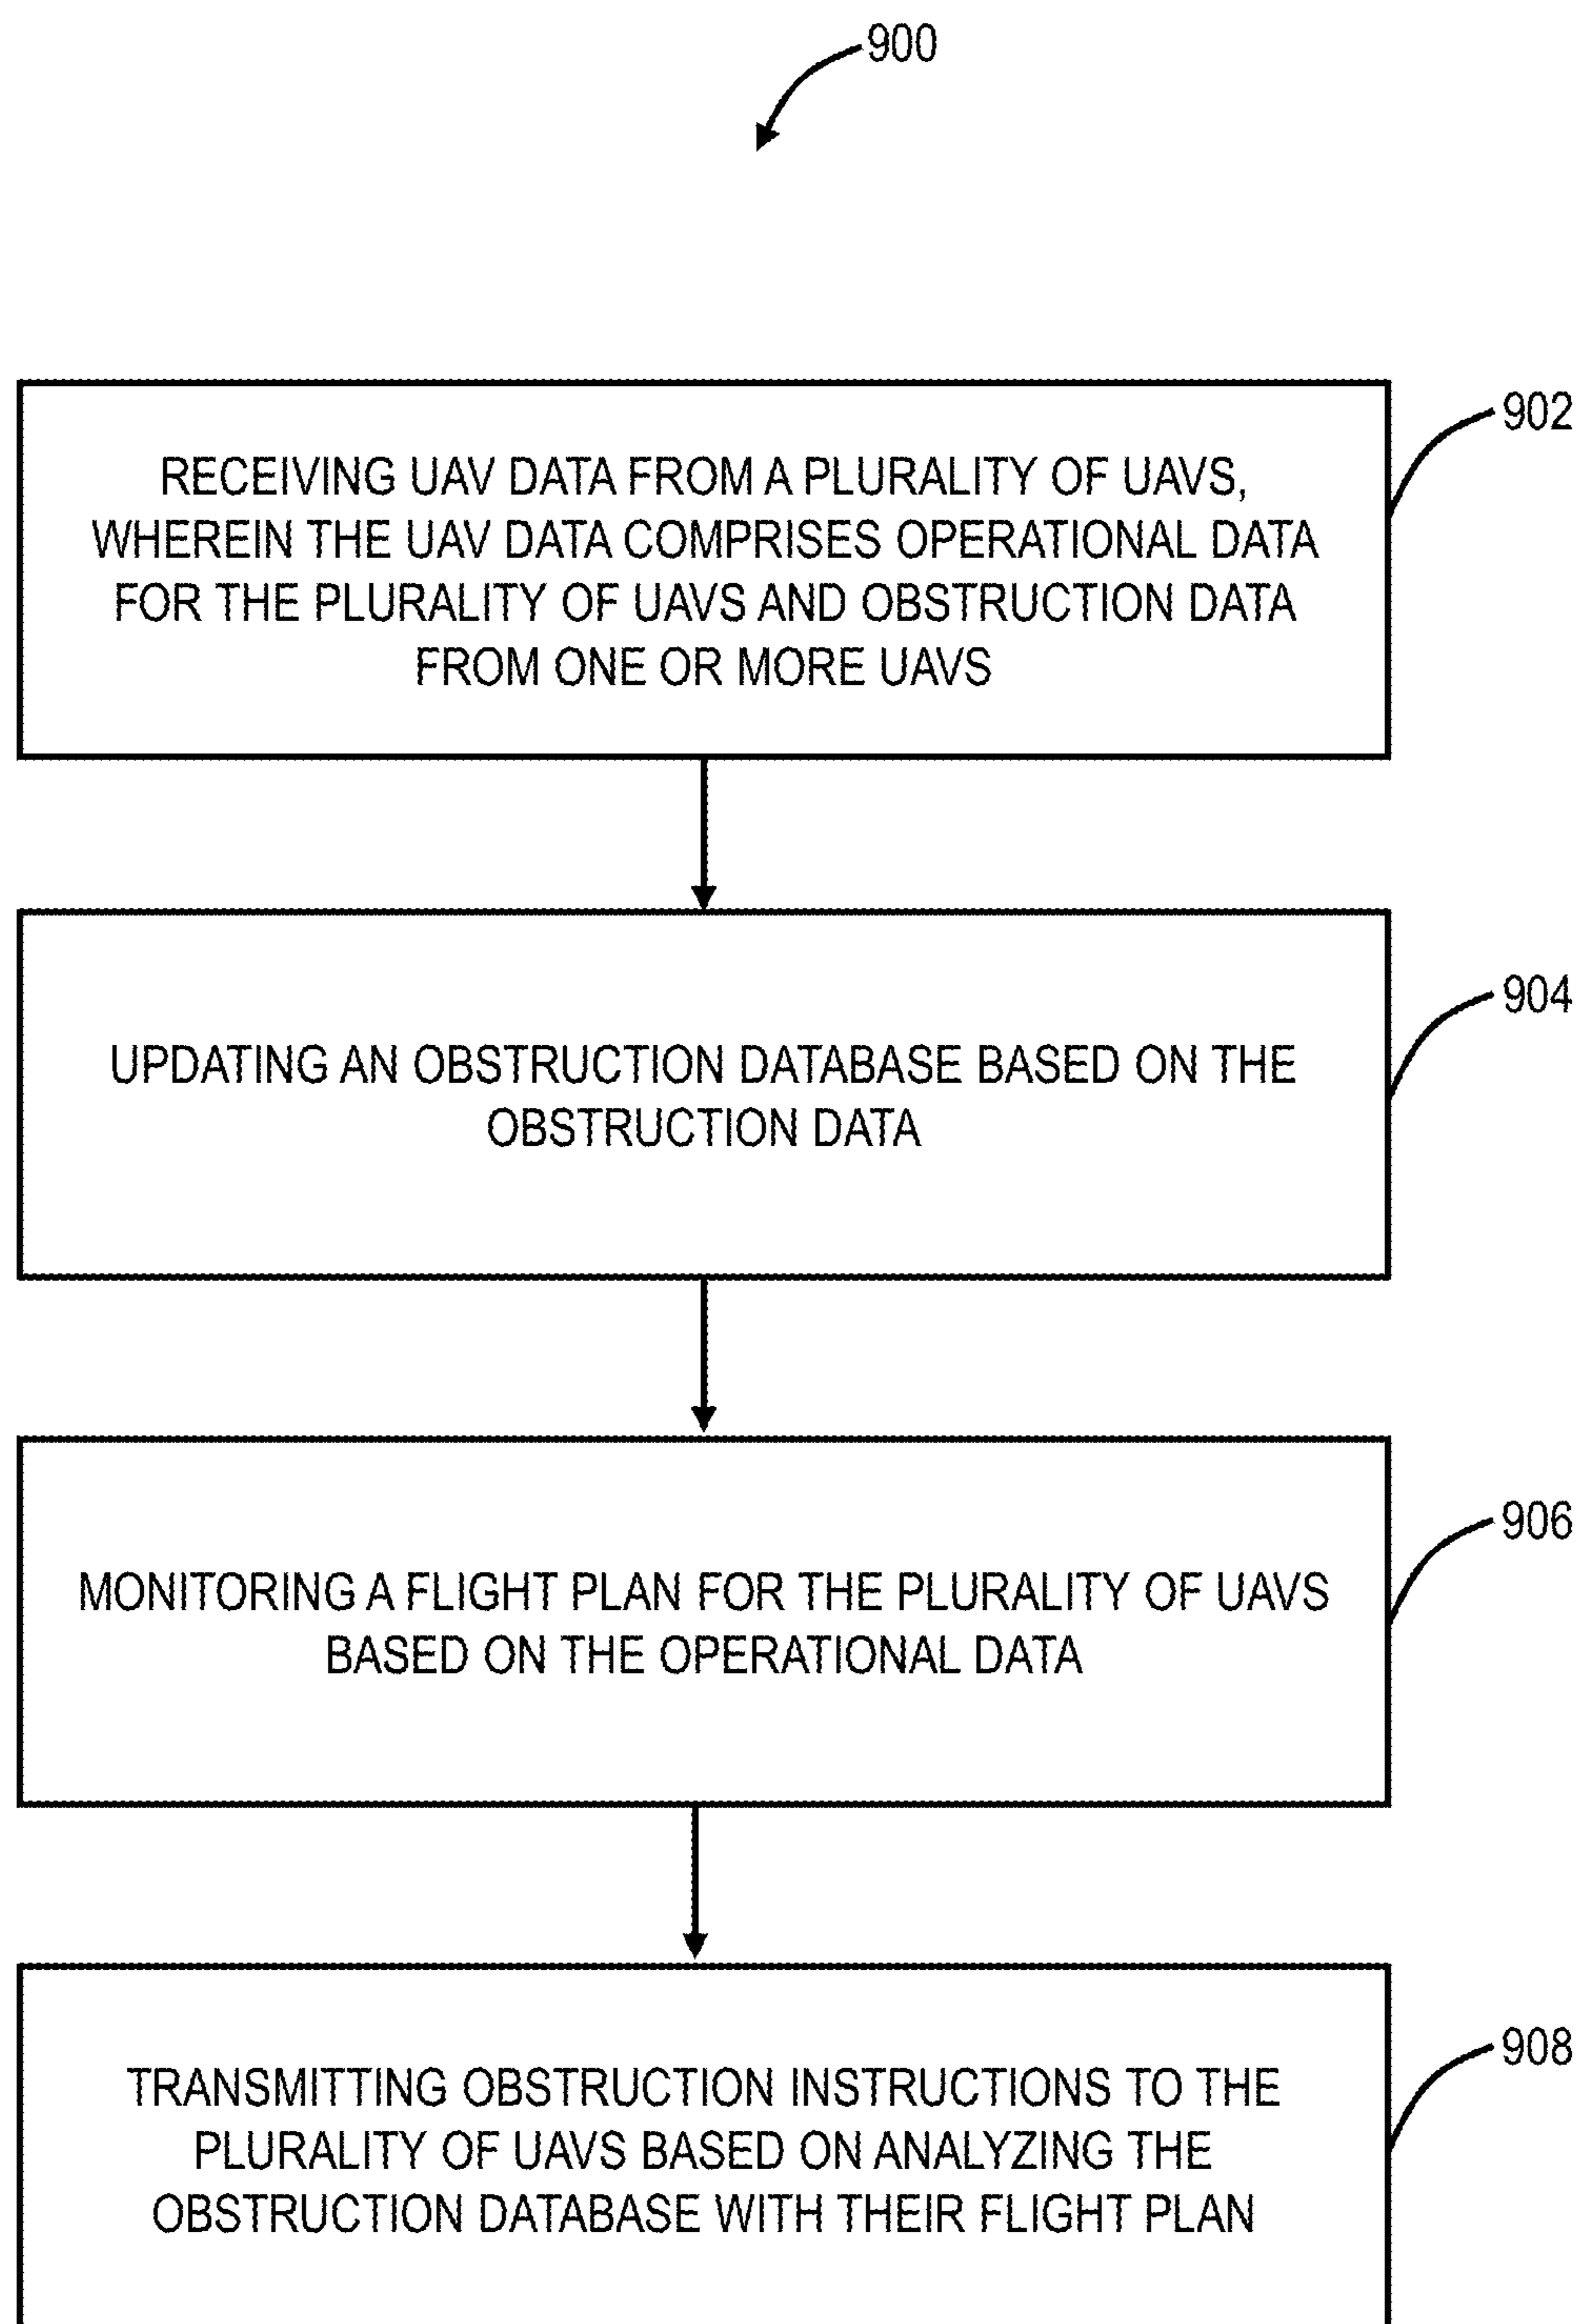 900
902
RECEIVING UAV DATA FROM A PLURALITY OF UAVS,
WHEREIN THE UAV DATA COMPRISES OPERATIONAL DATA
FOR THE PLURALITY OF UAVS AND OBSTRUCTION DATA
FROM ONE OR MORE UAVS
904
UPDATING AN OBSTRUCTION DATABASE BASED ON THE
OBSTRUCTION DATA
906
MONITORING A FLIGHT PLAN FOR THE PLURALITY OF UAVS
BASED ON THE OPERATIONAL DATA
908
TRANSMITTING OBSTRUCTION INSTRUCTIONS TO THE
PLURALITY OF UAVS BASED ON ANALYZING THE
OBSTRUCTION DATABASE WITH THEIR FLIGHT PLAN